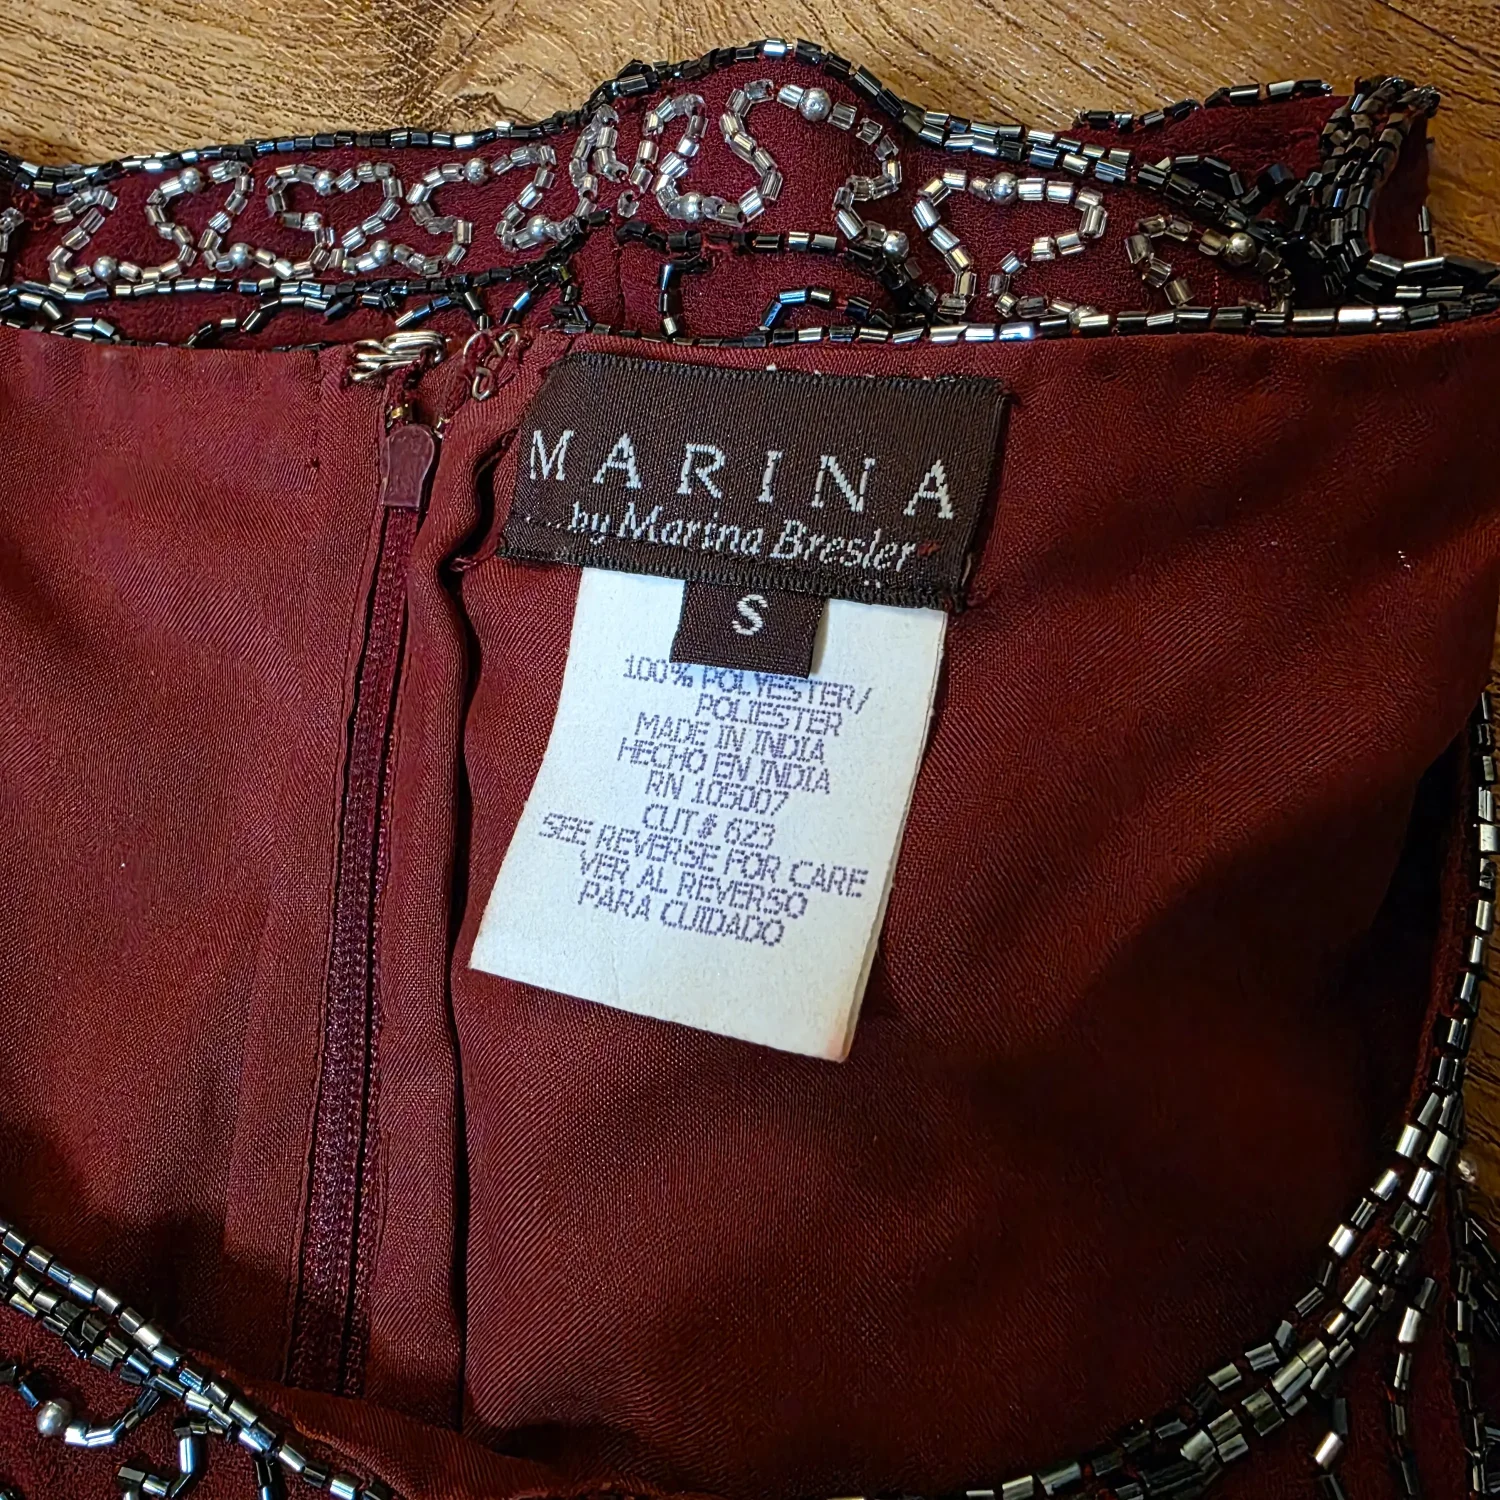 MARINA
....by Marina Bresler
S
100% POLYESTER/
POLIESTER
MADE IN INDIA
HECHO EN INDIA
RN 105007
CUT# 623
SEE REVERSE FOR CARE
VER AL REVERSO
PARA CUIDADO